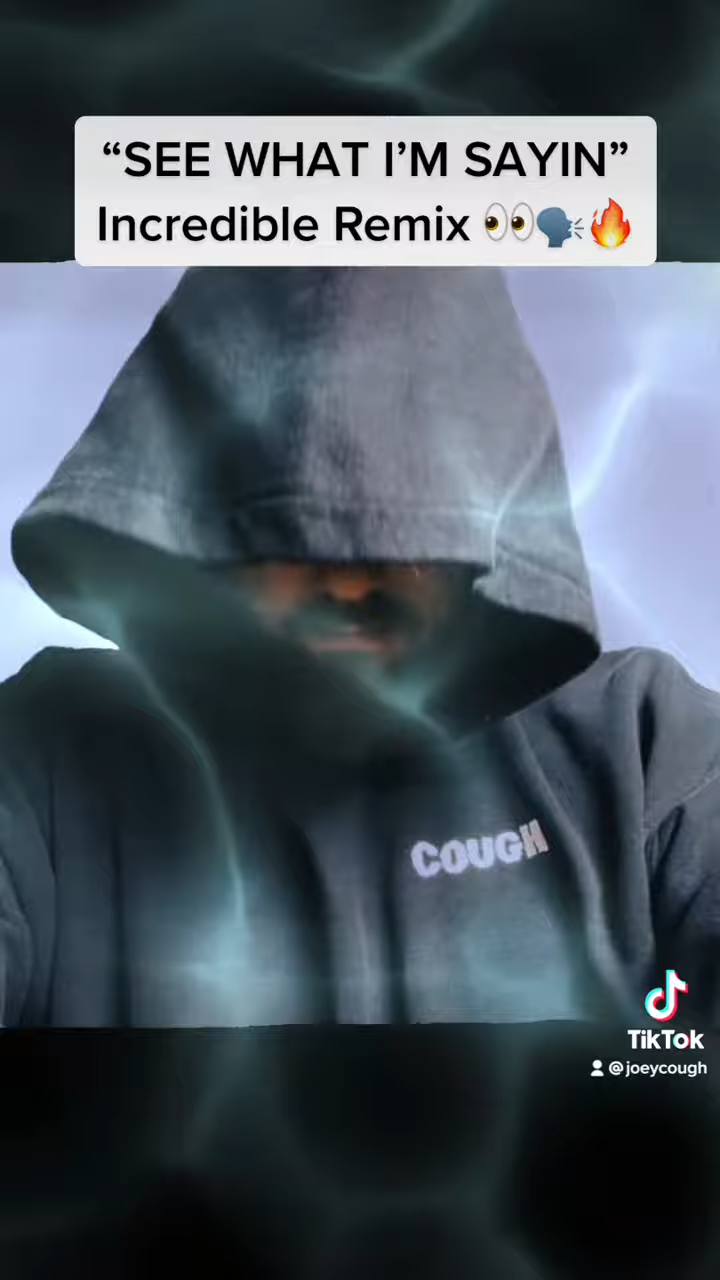 “SEE WHAT I’M SAYIN”
Incredible Remix 👀🗣️🔥
COUGH
TikTok
@joeycough